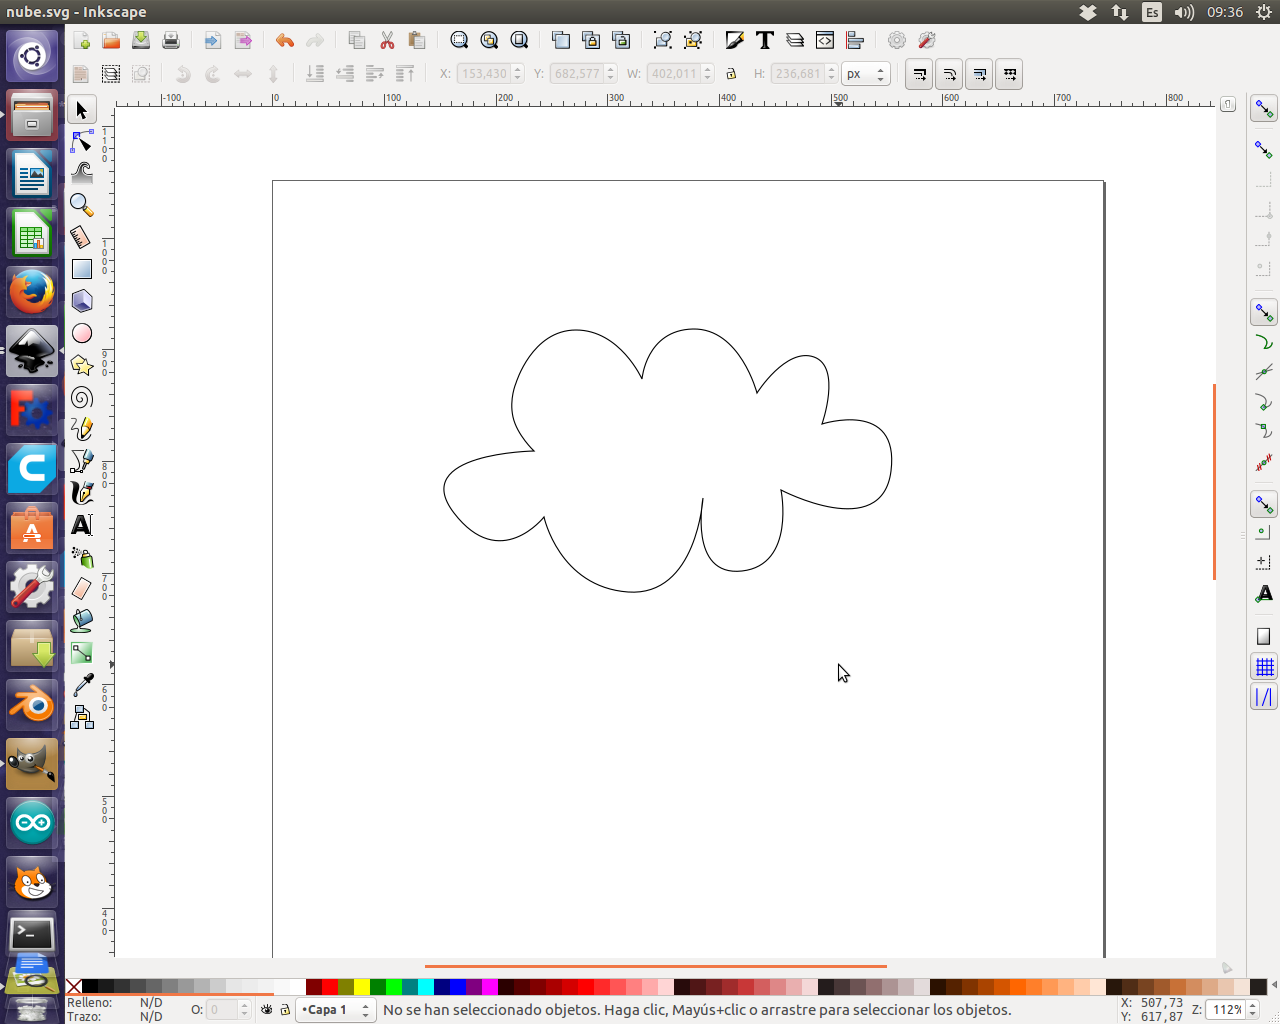 nube.svg - Inkscape
Es
09:36
X: 153,430 Y: 682,577 W: 402,011 H: 236,681 px
-100 0 100 200 300 400 500 600 700 800
1100
1000
900
800
700
600
500
400
Relleno: N/D
Trazo: N/D
O: 0
•Capa 1
No se han seleccionado objetos. Haga clic, Mayús+clic o arrastre para seleccionar los objetos.
X: 507,73
Y: 617,87
Z: 112%